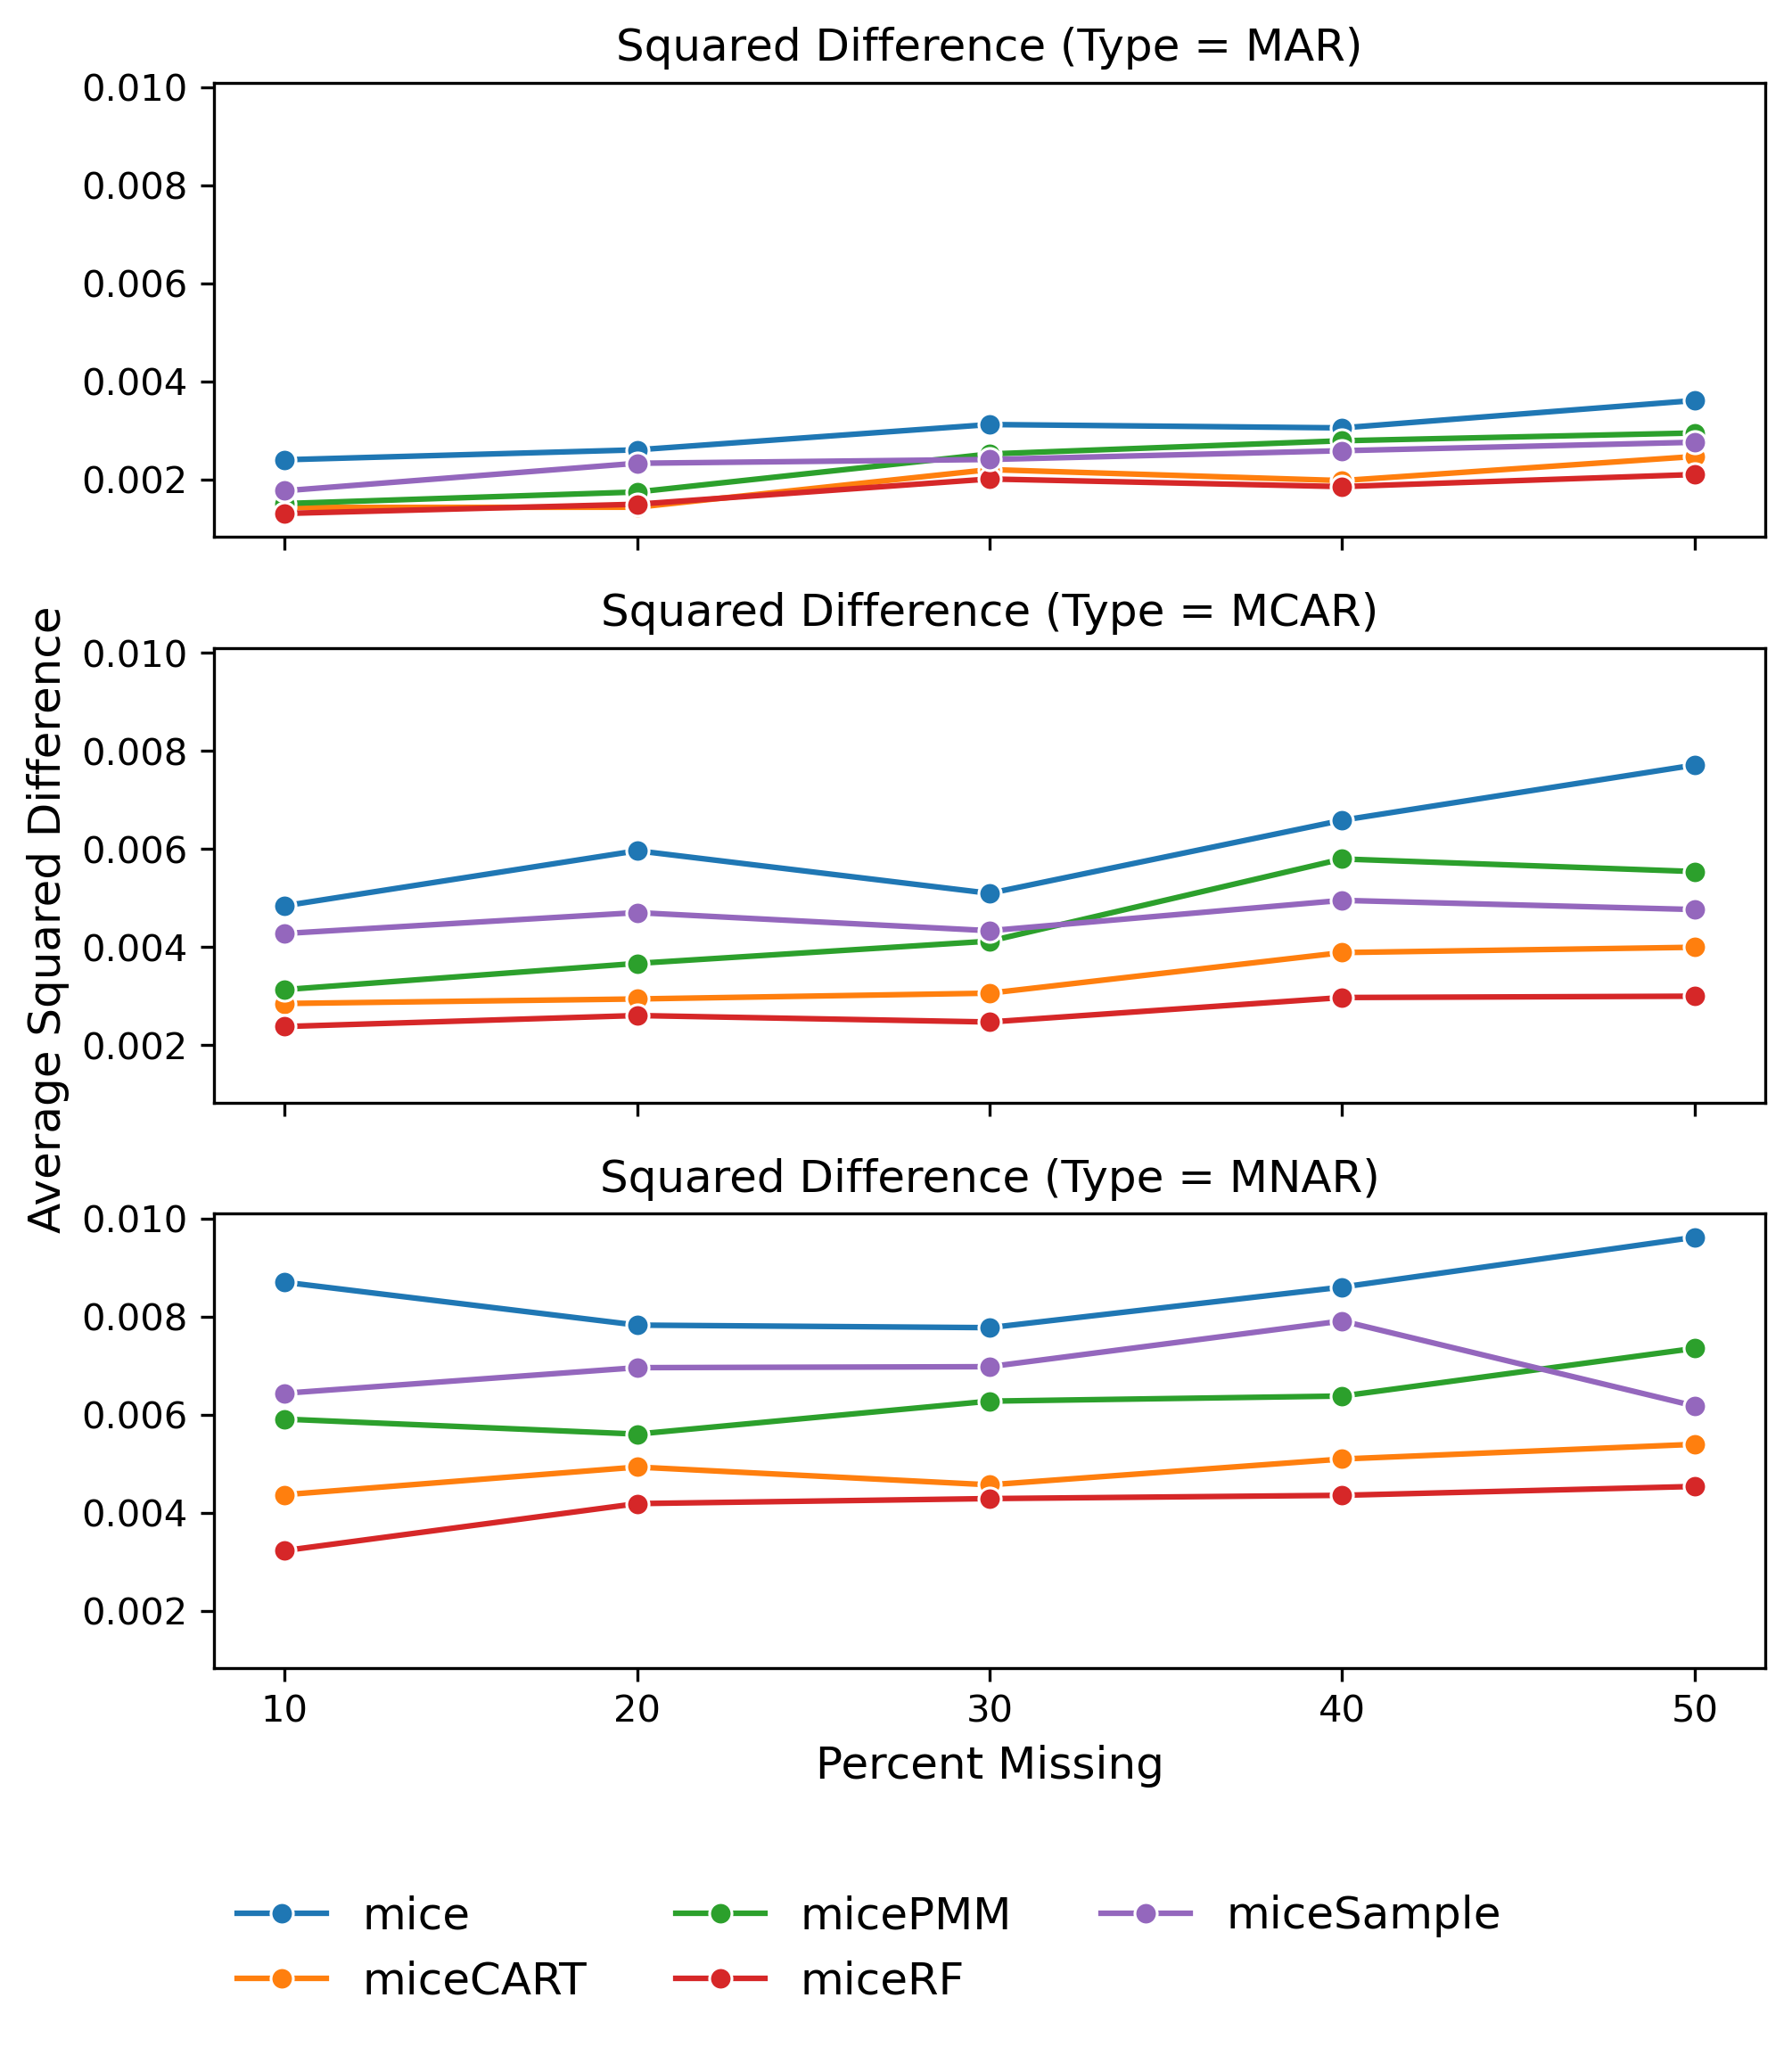 Squared Difference (Type = MAR)
0.010
0.008
0.006
0.004
0.002
Average Squared Difference
Squared Difference (Type = MCAR)
0.010
0.008
0.006
0.004
0.002
Squared Difference (Type = MNAR)
0.010
0.008
0.006
0.004
0.002
10 20 30 40 50
Percent Missing
mice micePMM miceSample
miceCART miceRF